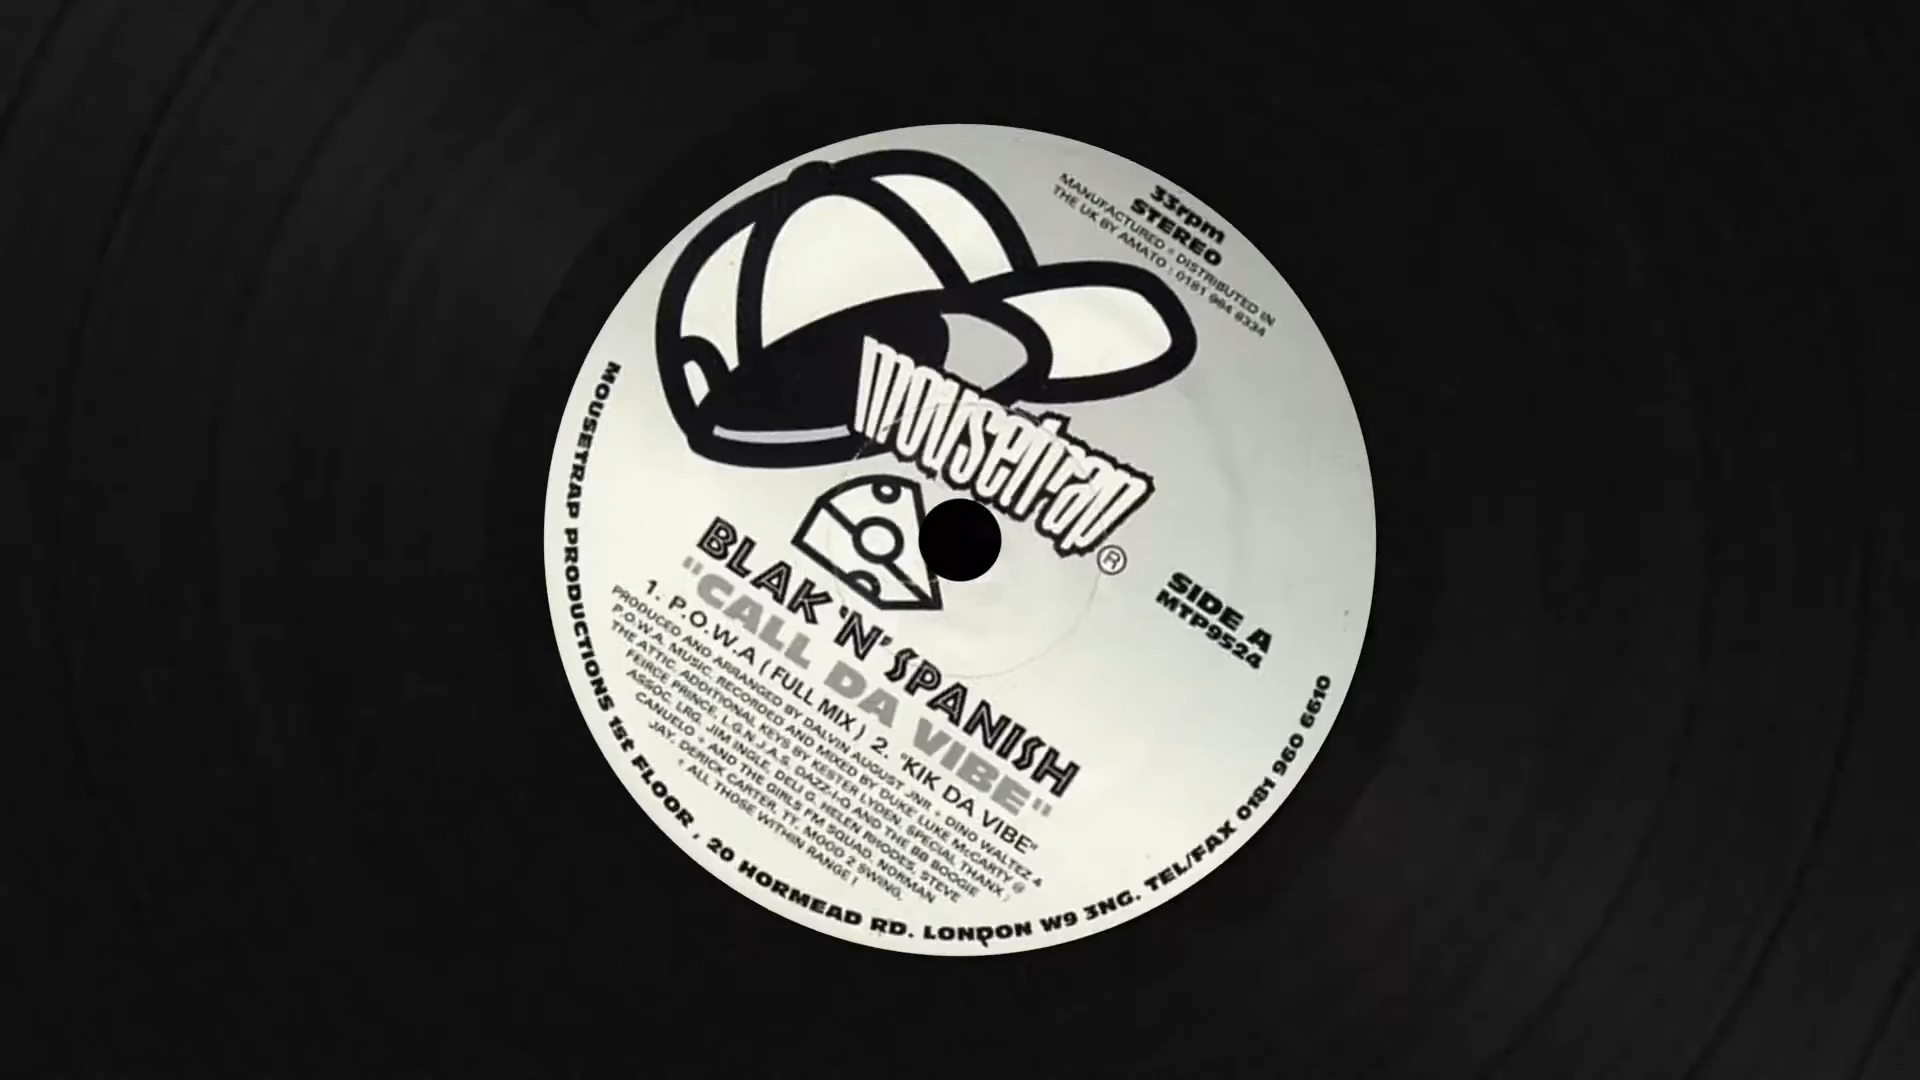 33rpm
STEREO
MANUFACTURED + DISTRIBUTED IN
THE UK BY AMATO : 0181 964 8334
mousetrap ®
SIDE A
MTP9524
BLAK 'N' SPANISH
"CALL DA VIBE"
1. P.O.W.A ( FULL MIX ) 2. "KIK DA VIBE"
PRODUCED AND ARRANGED BY DALVIN AUGUST JNR + DINO WALTEZ 4
P.O.W.A. MUSIC. RECORDED AND MIXED BY 'DUKE' LUKE McCARTY @
THE ATTIC. ADDITIONAL KEYS BY KESTER LYDEN. SPECIAL THANX ;
FEIRCE PRINCE, L.G.N.J.A.S, DAZZ-I-Q AND THE BB BOOGIE
ASSOC. LRG, JIM INGLE, DELI G, HELEN RHODES, STEVE
CANUELO + AND THE GIRLS FM SQUAD, NORMAN
JAY, DERICK CARTER, TT, MOOD 2 SWING,
+ ALL THOSE WITHIN RANGE !
MOUSETRAP PRODUCTIONS 1st FLOOR , 20 HORMEAD RD. LONDON W9 3NG. TEL/FAX 0181 960 6610